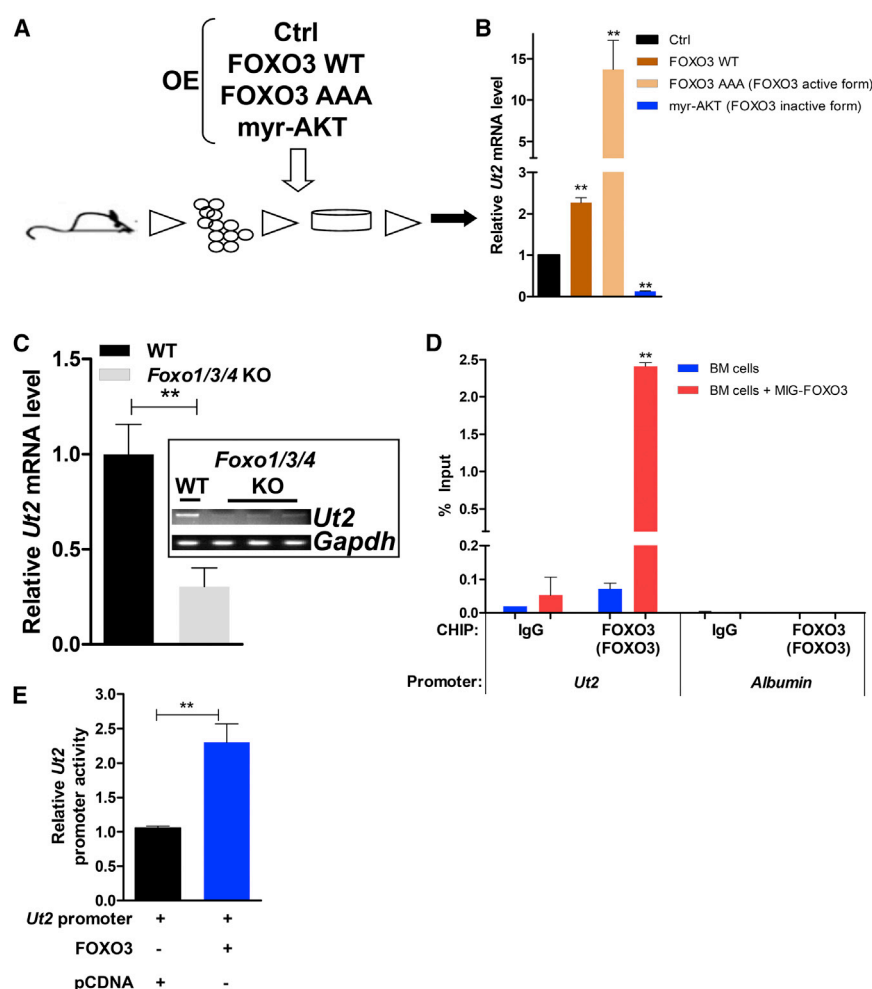 A
Ctrl
FOXO3 WT
OE
FOXO3 AAA
myr-AKT
B
Relative Ut2 mRNA level
15
10
5
3
2
1
0
**
**
**
Ctrl
FOXO3 WT
FOXO3 AAA (FOXO3 active form)
myr-AKT (FOXO3 inactive form)
C
Relative Ut2 mRNA level
1.5
1.0
0.5
0.0
WT
Foxo1/3/4 KO
**
Foxo1/3/4
WT KO
Ut2
Gapdh
D
% Input
2.5
2.0
1.5
1.0
0.5
0.2
0.1
0.0
**
BM cells
BM cells + MIG-FOXO3
CHIP: IgG FOXO3 IgG FOXO3
(FOXO3) (FOXO3)
Promoter: Ut2 Albumin
E
Relative Ut2
promoter activity
3.0
2.5
2.0
1.5
1.0
0.5
0.0
**
Ut2 promoter + +
FOXO3 - +
pCDNA + -